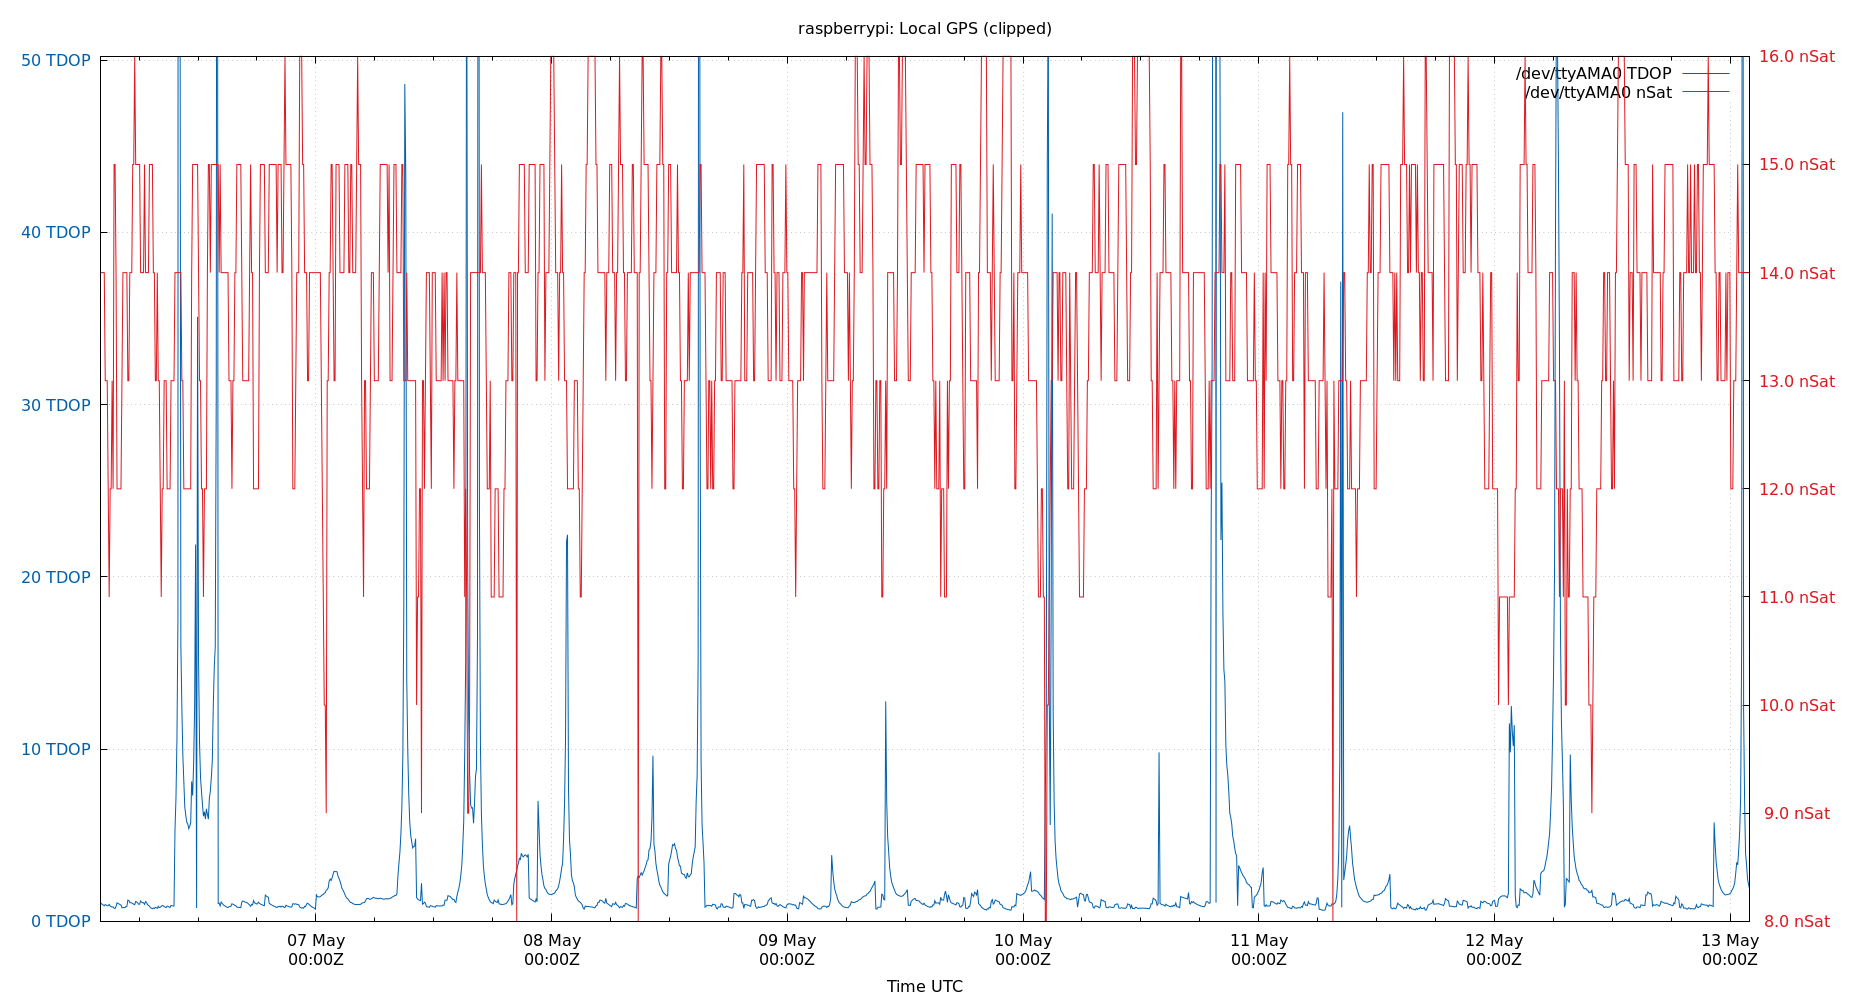 raspberrypi: Local GPS (clipped)
50 TDOP
40 TDOP
30 TDOP
20 TDOP
10 TDOP
0 TDOP
/dev/ttyAMA0 TDOP
/dev/ttyAMA0 nSat
16.0 nSat
15.0 nSat
14.0 nSat
13.0 nSat
12.0 nSat
11.0 nSat
10.0 nSat
9.0 nSat
8.0 nSat
07 May
00:00Z
08 May
00:00Z
09 May
00:00Z
10 May
00:00Z
11 May
00:00Z
12 May
00:00Z
13 May
00:00Z
Time UTC